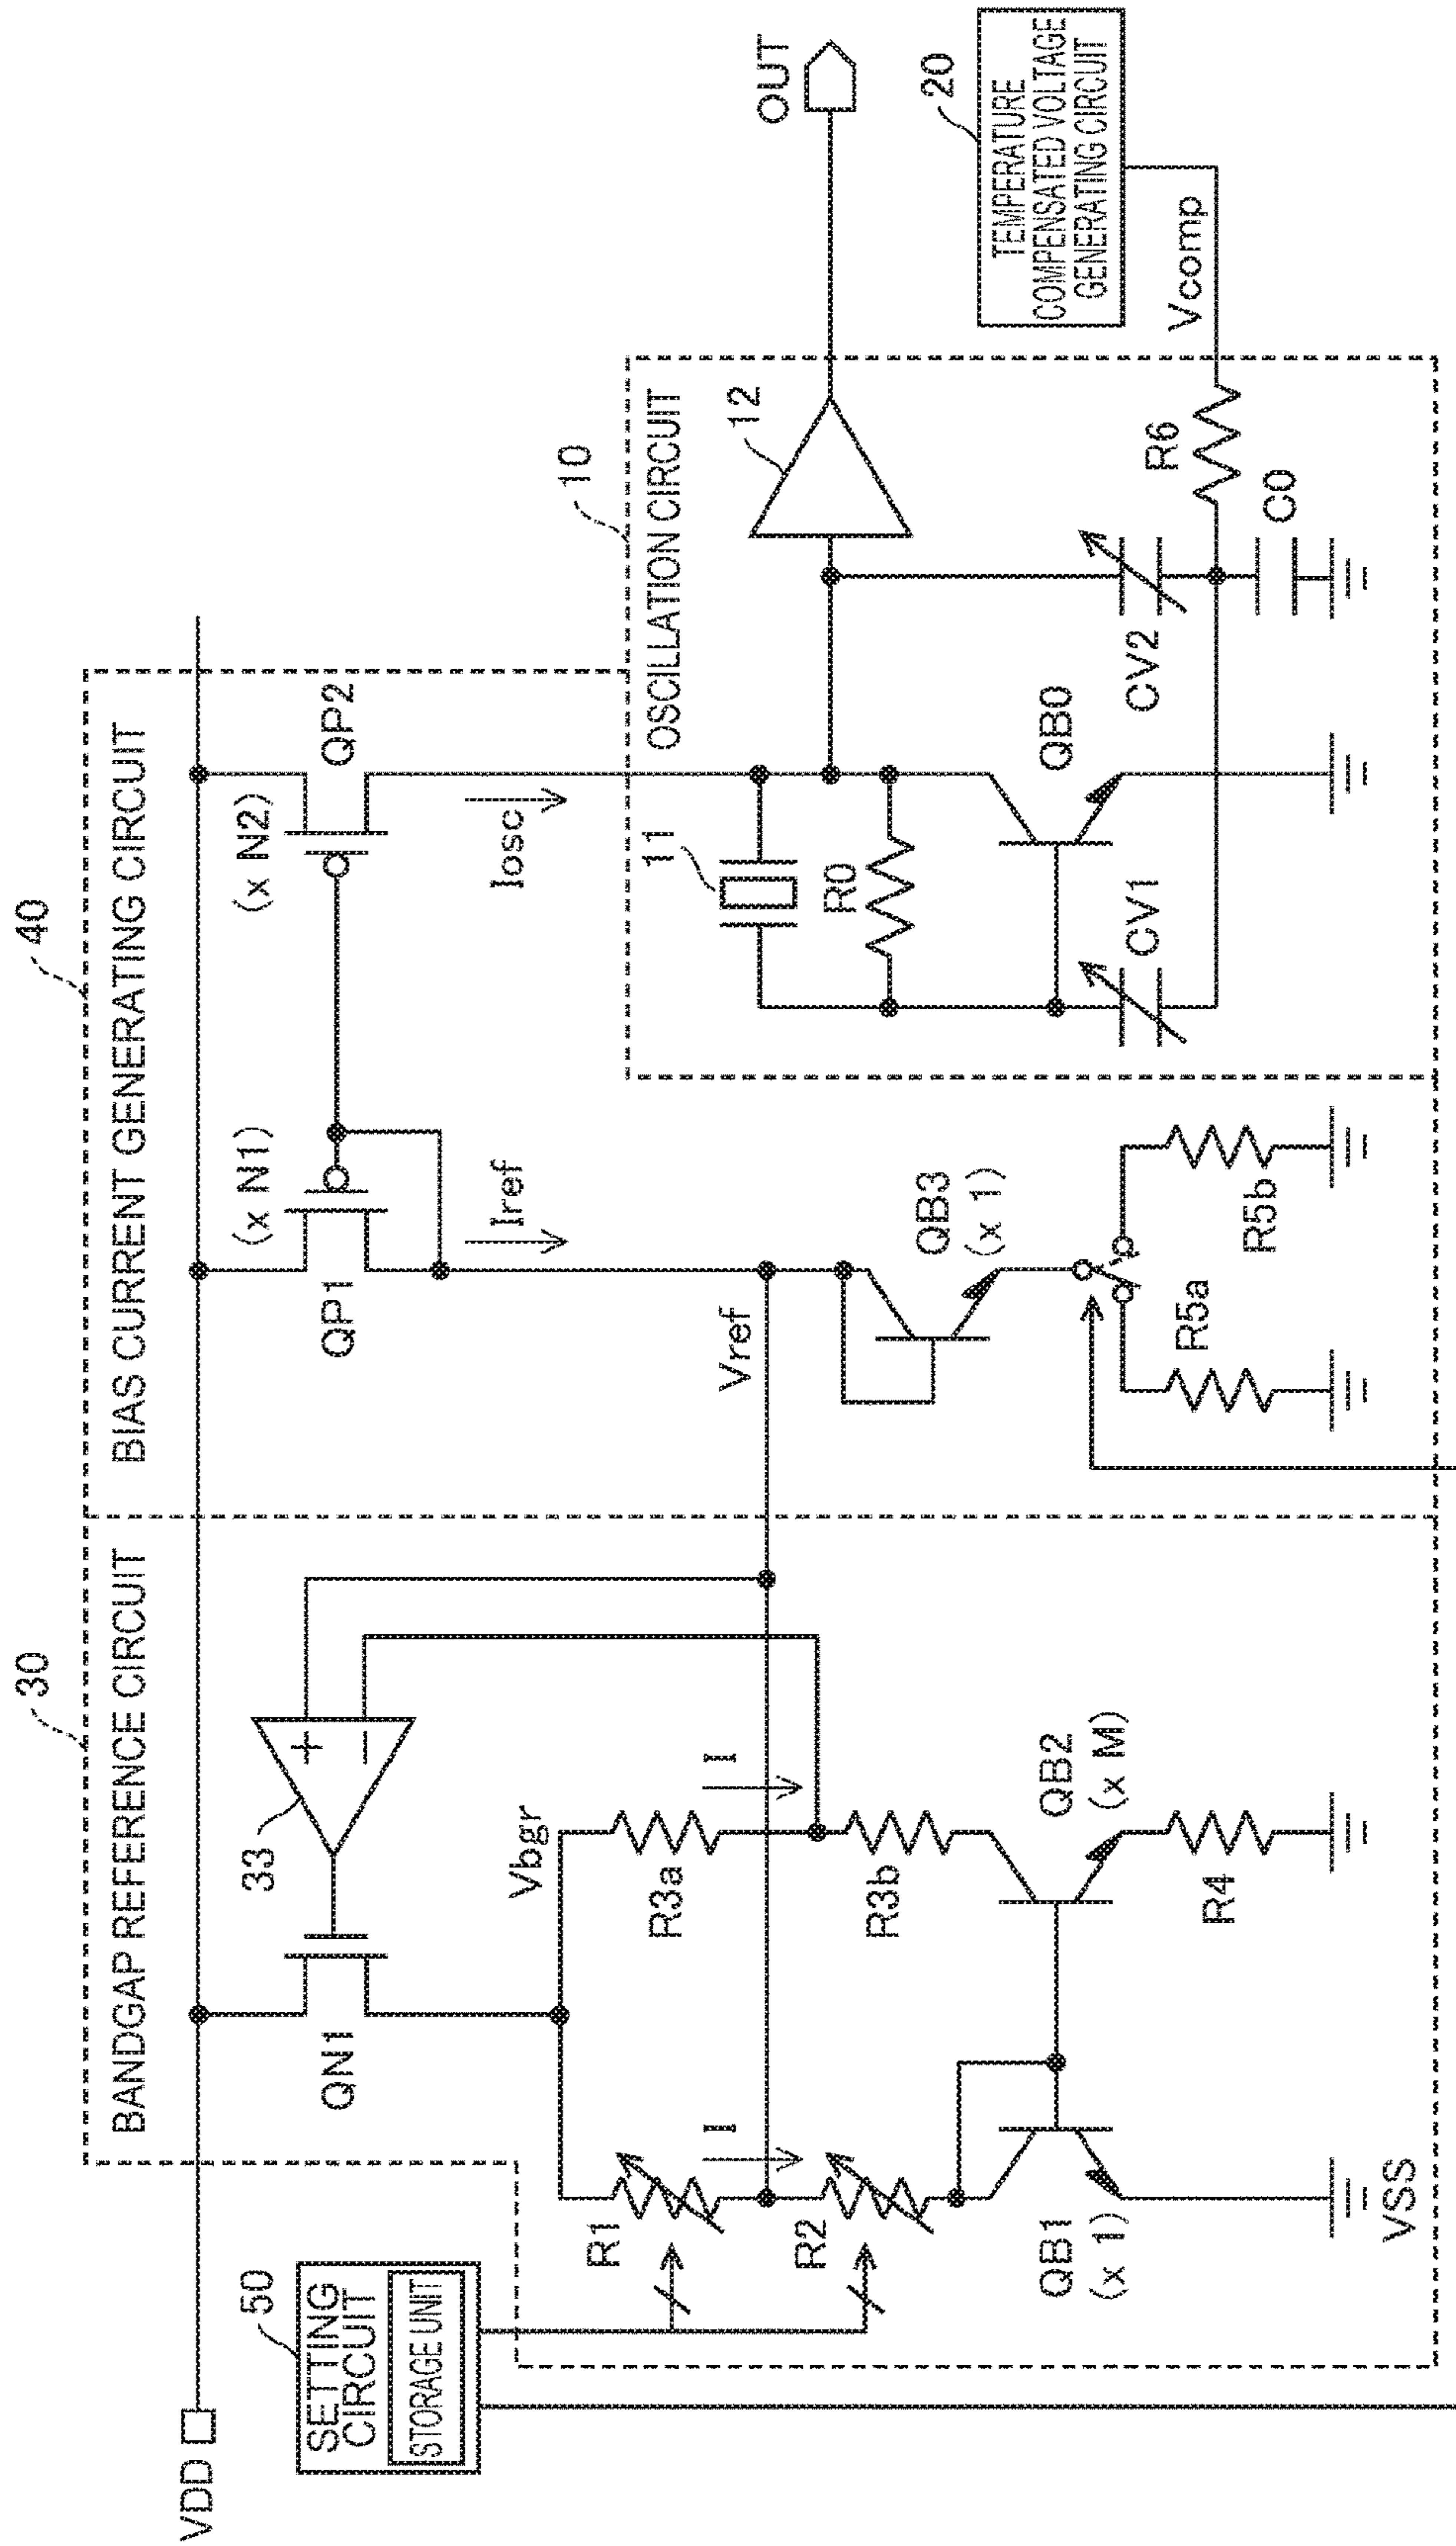 VDD
50
SETTING
CIRCUIT
STORAGE UNIT
30
BANDGAP REFERENCE CIRCUIT
33
+
−
QN1
Vbgr
R1
R2
R3a
R3b
I
I
QB1
(x 1)
QB2
(x M)
R4
VSS
40
BIAS CURRENT GENERATING CIRCUIT
QP1
(x N1)
QP2
(x N2)
Iref
Iosc
Vref
QB3
(x 1)
R5a
R5b
10
OSCILLATION CIRCUIT
11
R0
12
QB0
CV1
CV2
R6
C0
OUT
20
TEMPERATURE
COMPENSATED VOLTAGE
GENERATING CIRCUIT
Vcomp